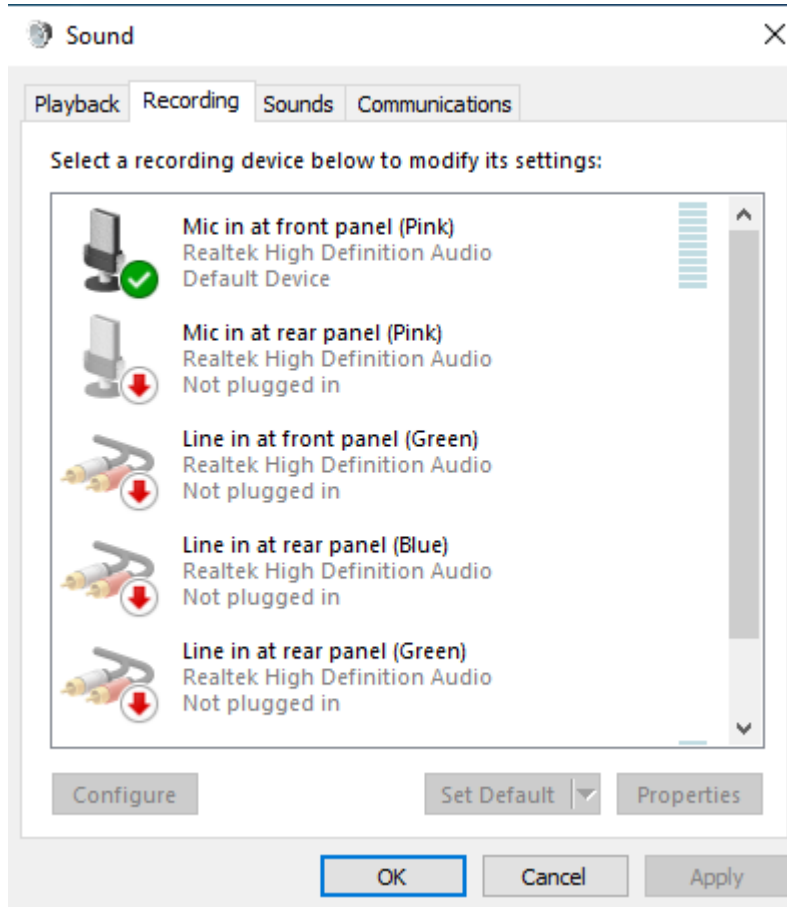 Sound
Playback Recording Sounds Communications
Select a recording device below to modify its settings:
Mic in at front panel (Pink)
Realtek High Definition Audio
Default Device
Mic in at rear panel (Pink)
Realtek High Definition Audio
Not plugged in
Line in at front panel (Green)
Realtek High Definition Audio
Not plugged in
Line in at rear panel (Blue)
Realtek High Definition Audio
Not plugged in
Line in at rear panel (Green)
Realtek High Definition Audio
Not plugged in
Configure Set Default Properties
OK Cancel Apply